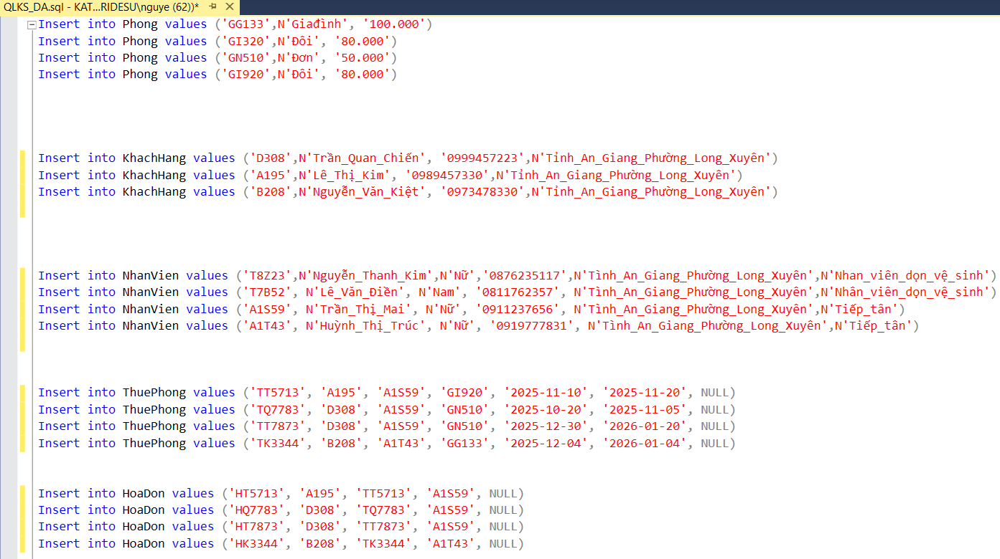 QLKS_DA.sql - KAT...RIDESU\nguye (62))*
Insert into Phong values ('GG133',N'Giađình', '100.000')
Insert into Phong values ('GI320',N'Đôi', '80.000')
Insert into Phong values ('GN510',N'Đơn', '50.000')
Insert into Phong values ('GI920',N'Đôi', '80.000')
Insert into KhachHang values ('D308',N'Trần_Quan_Chiến', '0999457223',N'Tỉnh_An_Giang_Phường_Long_Xuyên')
Insert into KhachHang values ('A195',N'Lê_Thị_Kim', '0989457330',N'Tỉnh_An_Giang_Phường_Long_Xuyên')
Insert into KhachHang values ('B208',N'Nguyễn_Văn_Kiệt', '0973478330',N'Tỉnh_An_Giang_Phường_Long_Xuyên')
Insert into NhanVien values ('T8Z23',N'Nguyễn_Thanh_Kim',N'Nữ','0876235117',N'Tình_An_Giang_Phường_Long_Xuyên',N'Nhan_viên_dọn_vệ_sinh')
Insert into NhanVien values ('T7B52', N'Lê_Văn_Điền', N'Nam', '0811762357', N'Tình_An_Giang_Phường_Long_Xuyên',N'Nhân_viên_dọn_vệ_sinh')
Insert into NhanVien values ('A1S59', N'Trần_Thị_Mai', N'Nữ', '0911237656', N'Tình_An_Giang_Phường_Long_Xuyên',N'Tiếp_tân')
Insert into NhanVien values ('A1T43', N'Huỳnh_Thị_Trúc', N'Nữ', '0919777831', N'Tình_An_Giang_Phường_Long_Xuyên',N'Tiếp_tân')
Insert into ThuePhong values ('TT5713', 'A195', 'A1S59', 'GI920', '2025-11-10', '2025-11-20', NULL)
Insert into ThuePhong values ('TQ7783', 'D308', 'A1S59', 'GN510', '2025-10-20', '2025-11-05', NULL)
Insert into ThuePhong values ('TT7873', 'D308', 'A1S59', 'GN510', '2025-12-30', '2026-01-20', NULL)
Insert into ThuePhong values ('TK3344', 'B208', 'A1T43', 'GG133', '2025-12-04', '2026-01-04', NULL)
Insert into HoaDon values ('HT5713', 'A195', 'TT5713', 'A1S59', NULL)
Insert into HoaDon values ('HQ7783', 'D308', 'TQ7783', 'A1S59', NULL)
Insert into HoaDon values ('HT7873', 'D308', 'TT7873', 'A1S59', NULL)
Insert into HoaDon values ('HK3344', 'B208', 'TK3344', 'A1T43', NULL)